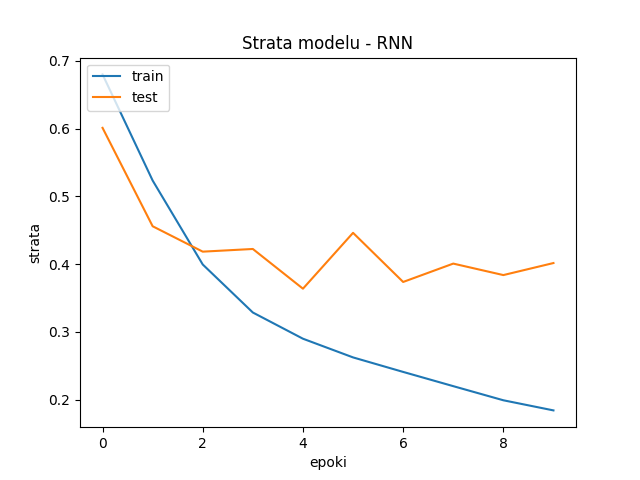 Strata modelu - RNN
train
test
strata
0.7
0.6
0.5
0.4
0.3
0.2
0 2 4 6 8
epoki